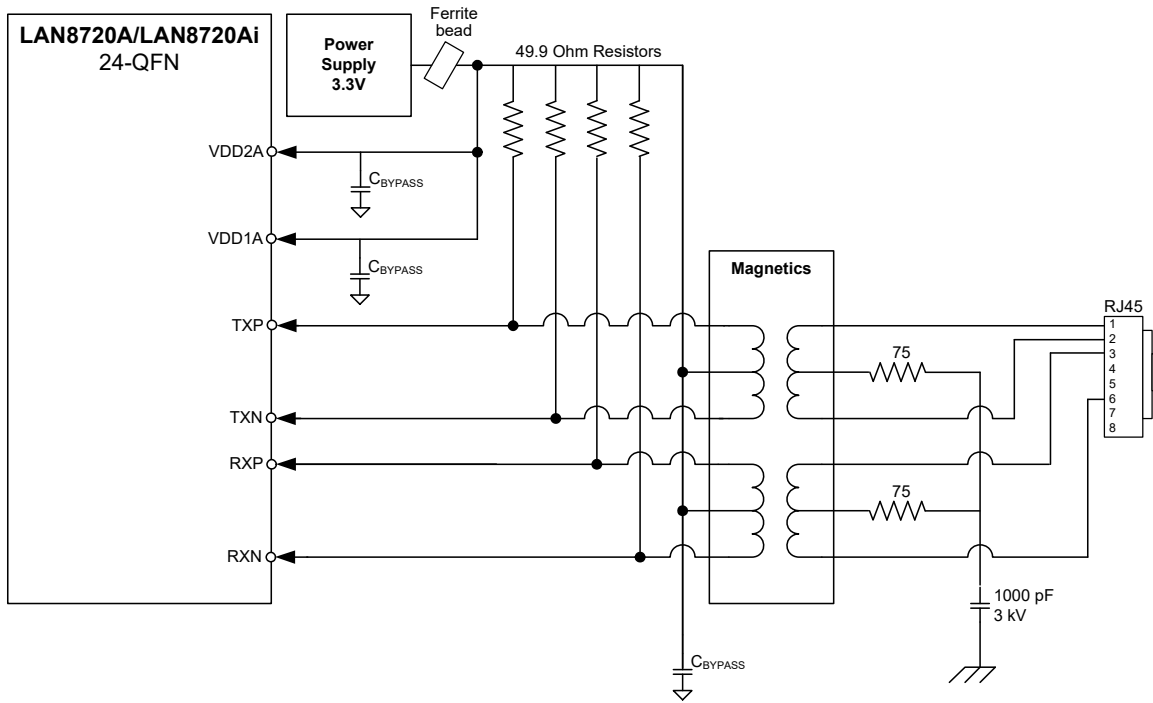 LAN8720A/LAN8720Ai
24-QFN
Power
Supply
3.3V
Ferrite
bead
49.9 Ohm Resistors
VDD2A
CBYPASS
VDD1A
CBYPASS
Magnetics
TXP
TXN
RXP
RXN
75
75
RJ45
1
2
3
4
5
6
7
8
1000 pF
3 kV
CBYPASS